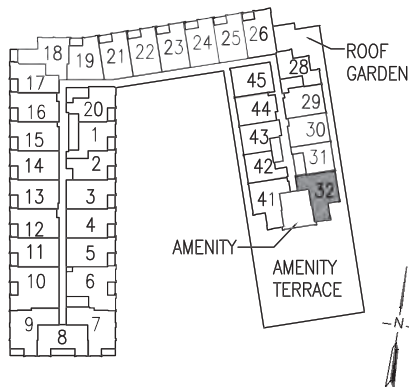 18 19 21 22 23 24 25 26
17
16 20
15 1
14 2
13 3
12 4
11 5
10 6
9 8 7
45 28
44 29
43 30
42 31
41 32
ROOF
GARDEN
AMENITY
AMENITY
TERRACE
N